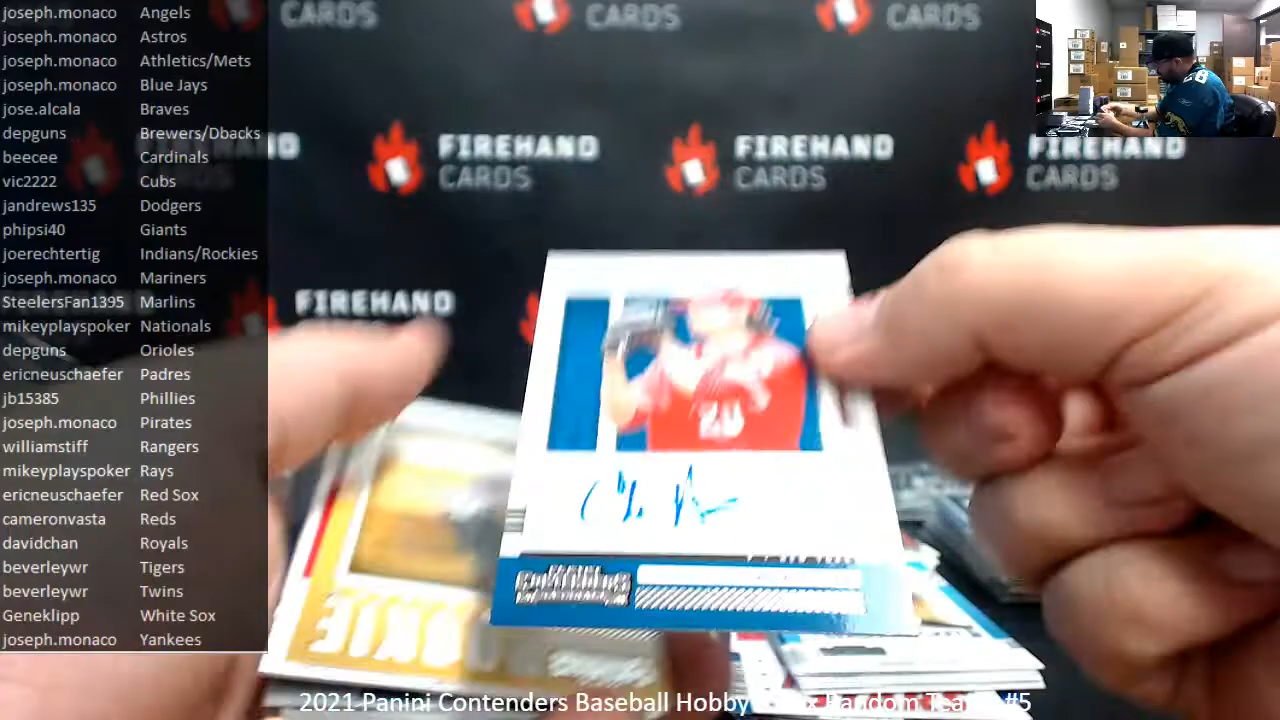 joseph.monaco Angels
joseph.monaco Astros
joseph.monaco Athletics/Mets
joseph.monaco Blue Jays
jose.alcala Braves
depguns Brewers/Dbacks
beecee Cardinals
vic2222 Cubs
jandrews135 Dodgers
phipsi40 Giants
joerechtertig Indians/Rockies
joseph.monaco Mariners
SteelersFan1395 Marlins
mikeyplayspoker Nationals
depguns Orioles
ericneuschaefer Padres
jb15385 Phillies
joseph.monaco Pirates
williamstiff Rangers
mikeyplayspoker Rays
ericneuschaefer Red Sox
cameronvasta Reds
davidchan Royals
beverleywr Tigers
beverleywr Twins
Geneklipp White Sox
joseph.monaco Yankees
CARDS
CARDS
CARDS
FIREHAND
CARDS
FIREHAND
CARDS
FIREHAND
CARDS
FIREHAND
2021 Panini Contenders Baseball Hobby Random #5